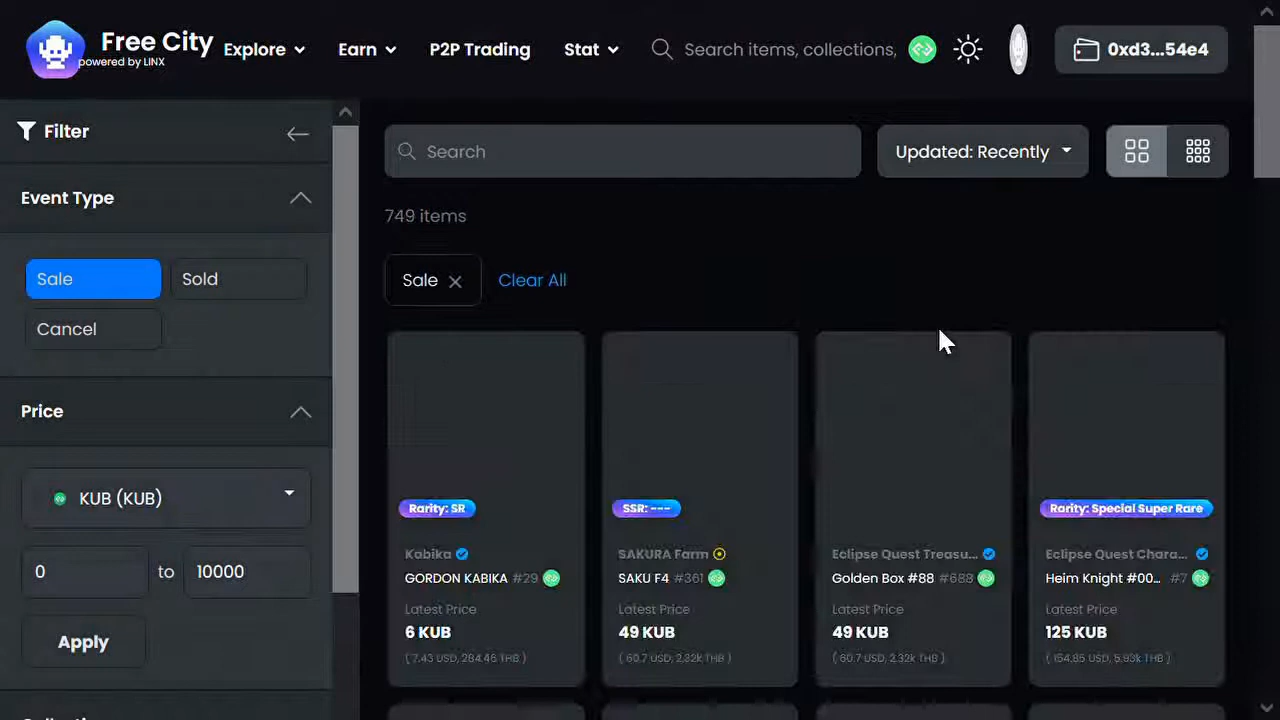 Free City
powered by LINX
Explore
Earn
P2P Trading
Stat
Search items, collections,
0xd3...54e4
Filter
Event Type
Sale
Sold
Cancel
Price
KUB (KUB)
0
to
10000
Apply
Search
Updated: Recently
749 items
Sale
Clear All
Rarity: SR
Kabika
GORDON KABIKA #29
Latest Price
6 KUB
( 7.43 USD, 284.46 THB )
SSR: ---
SAKURA Farm
SAKU F4 #361
Latest Price
49 KUB
( 60.7 USD, 2.32k THB )
Eclipse Quest Treasu...
Golden Box #88 #688
Latest Price
49 KUB
( 60.7 USD, 2.32k THB )
Rarity: Special Super Rare
Eclipse Quest Chara...
Heim Knight #00... #7
Latest Price
125 KUB
( 154.85 USD, 5.93k THB )